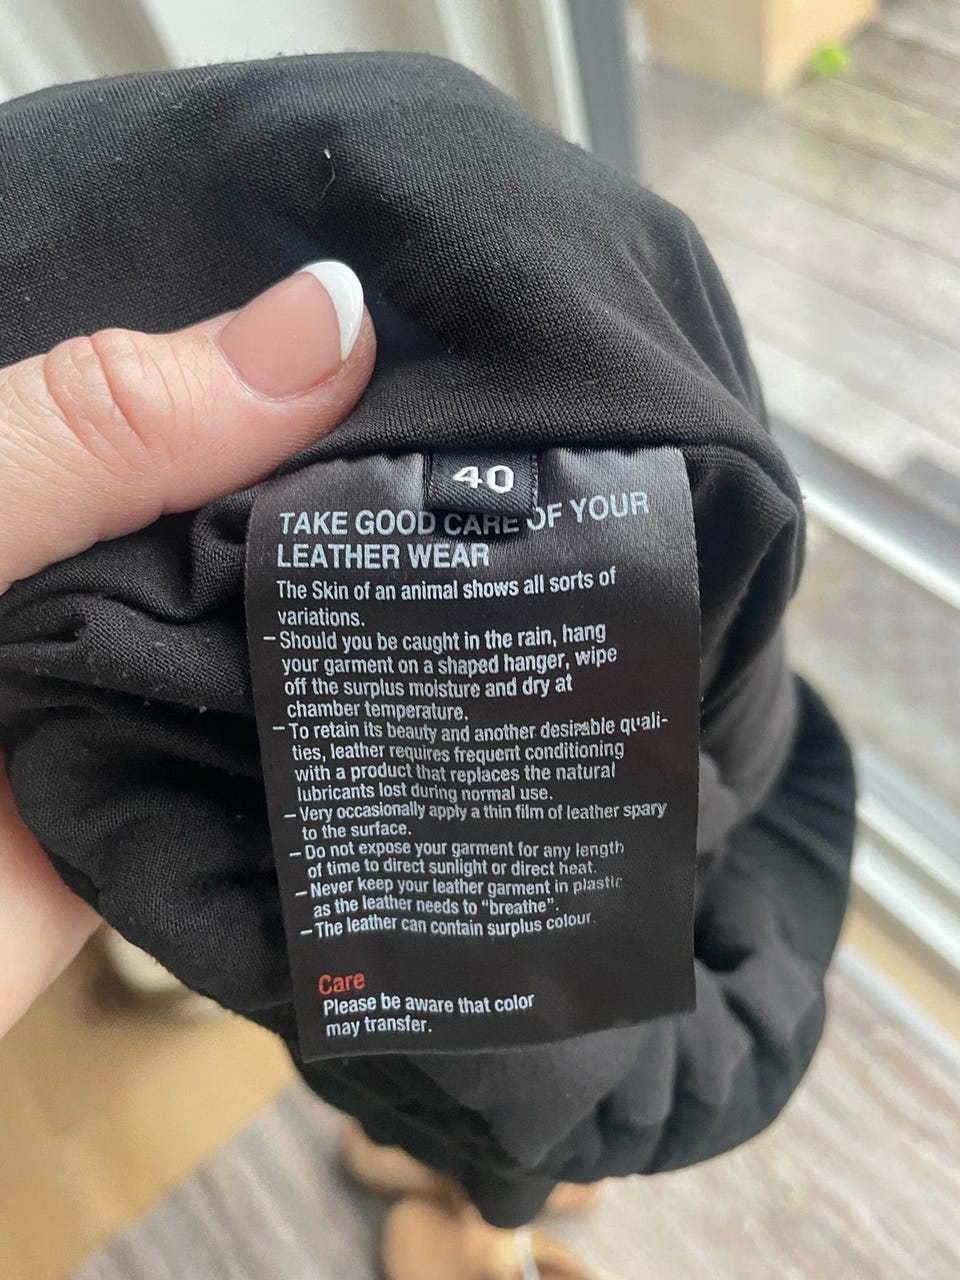 40
TAKE GOOD CARE OF YOUR
LEATHER WEAR
The Skin of an animal shows all sorts of
variations.
– Should you be caught in the rain, hang
your garment on a shaped hanger, wipe
off the surplus moisture and dry at
chamber temperature.
– To retain its beauty and another desirable quali-
ties, leather requires frequent conditioning
with a product that replaces the natural
lubricants lost during normal use.
– Very occasionally apply a thin film of leather spary
to the surface.
– Do not expose your garment for any length
of time to direct sunlight or direct heat.
– Never keep your leather garment in plastic
as the leather needs to "breathe".
– The leather can contain surplus colour.
Care
Please be aware that color
may transfer.